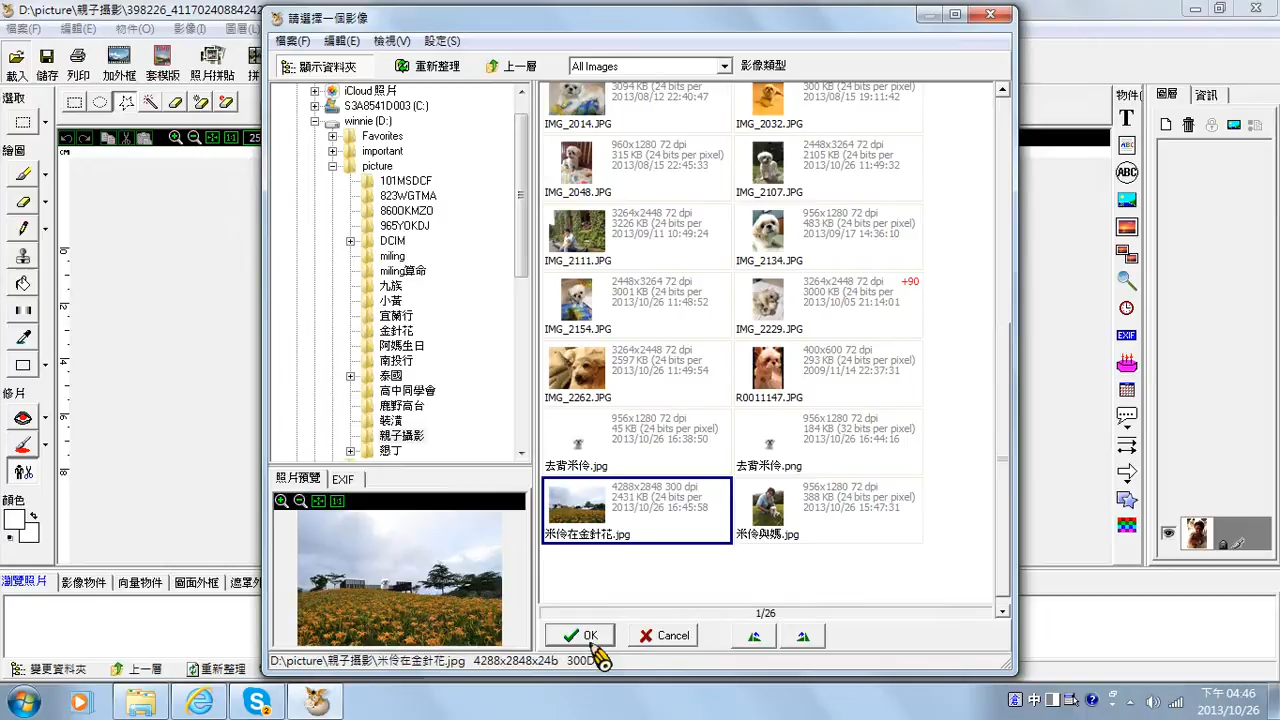 D:\picture\親子攝影\398226_41170240884242
檔案(F) 編輯(E) 物件(O) 影像(I) 圖層(L)
載入 儲存 列印 加外框 套模版 照片拼貼
選取
繪圖
修片
顏色
CM
請選擇一個影像
檔案(F) 編輯(E) 檢視(V) 設定(S)
顯示資料夾 重新整理 上一層 All Images 影像類型
iCloud 照片
S3A8541D003 (C:)
winnie (D:)
Favorites
important
picture
101MSDCF
823WGTMA
8600KMZO
965YOKDJ
DCIM
miling
miling算命
九族
小黃
宜蘭行
金針花
阿媽生日
南投行
泰國
高中同學會
鹿野高台
裝潢
親子攝影
墾丁
照片預覽 EXIF
3094 KB (24 bits per
2013/08/12 22:40:47
IMG_2014.JPG
300 KB (24 bits per pixel)
2013/08/15 19:11:42
IMG_2032.JPG
960x1280 72 dpi
315 KB (24 bits per pixel)
2013/08/15 22:45:33
IMG_2048.JPG
2448x3264 72 dpi
2105 KB (24 bits per pixel)
2013/10/26 11:49:32
IMG_2107.JPG
3264x2448 72 dpi
3226 KB (24 bits per
2013/09/11 10:49:24
IMG_2111.JPG
956x1280 72 dpi
483 KB (24 bits per pixel)
2013/09/17 14:36:10
IMG_2134.JPG
2448x3264 72 dpi
3001 KB (24 bits per
2013/10/26 11:48:52
IMG_2154.JPG
3264x2448 72 dpi +90
3000 KB (24 bits per
2013/10/05 21:14:01
IMG_2229.JPG
3264x2448 72 dpi
2597 KB (24 bits per
2013/10/26 11:49:54
IMG_2262.JPG
400x600 72 dpi
293 KB (24 bits per pixel)
2009/11/14 22:37:31
R0011147.JPG
956x1280 72 dpi
45 KB (24 bits per pixel)
2013/10/26 16:38:50
去背米伶.jpg
956x1280 72 dpi
184 KB (32 bits per pixel)
2013/10/26 16:44:16
去背米伶.png
4288x2848 300 dpi
2431 KB (24 bits per
2013/10/26 16:45:58
米伶在金針花.jpg
956x1280 72 dpi
388 KB (24 bits per pixel)
2013/10/26 15:47:31
米伶與媽.jpg
1/26
OK Cancel
D:\picture\親子攝影\米伶在金針花.jpg 4288x2848x24b
物件
T
ABC
ABC
EXIF
圖層 資訊
瀏覽照片 影像物件 向量物件 圖面外框
變更資料夾 上一層 重新整理
中
下午 04:46
2013/10/26